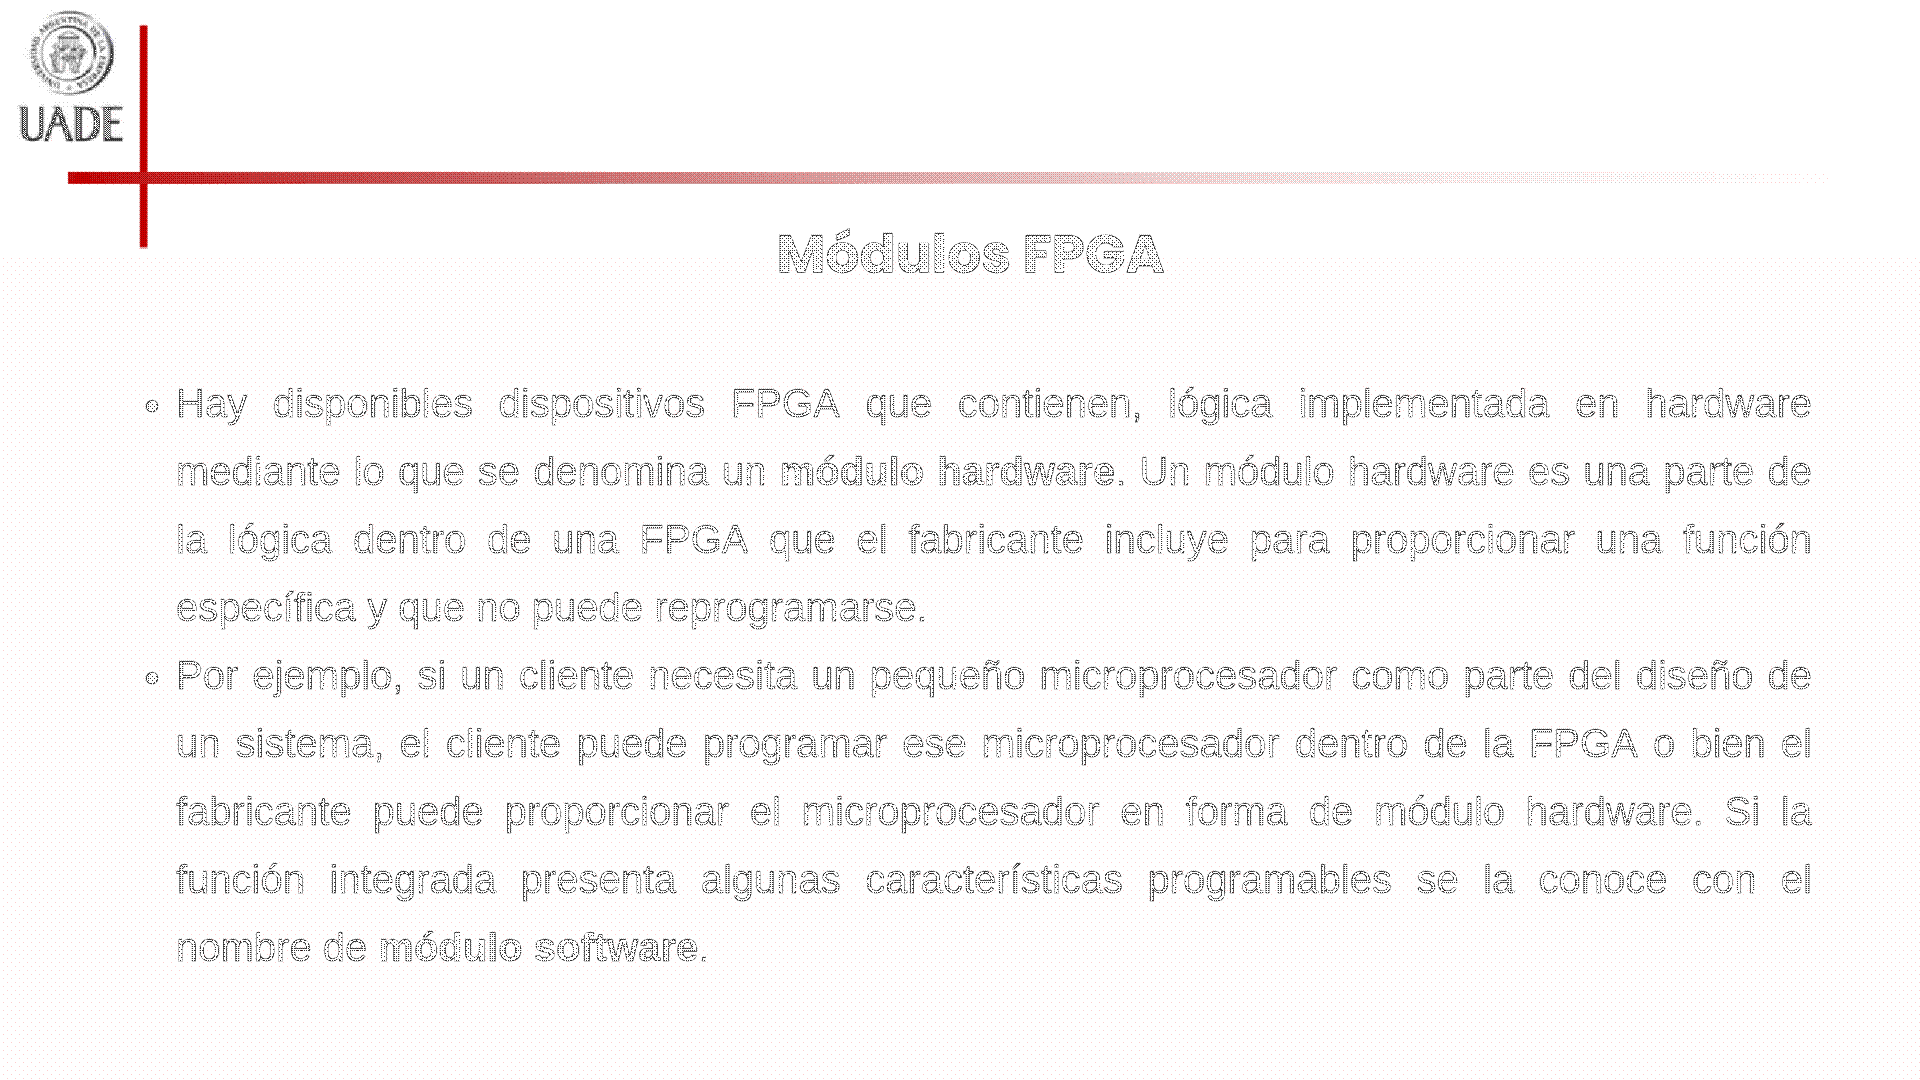 UNIVERSIDAD ARGENTINA DE LA EMPRESA
UADE
Módulos FPGA
• Hay disponibles dispositivos FPGA que contienen, lógica implementada en hardware
mediante lo que se denomina un módulo hardware. Un módulo hardware es una parte de
la lógica dentro de una FPGA que el fabricante incluye para proporcionar una función
específica y que no puede reprogramarse.
• Por ejemplo, si un cliente necesita un pequeño microprocesador como parte del diseño de
un sistema, el cliente puede programar ese microprocesador dentro de la FPGA o bien el
fabricante puede proporcionar el microprocesador en forma de módulo hardware. Si la
función integrada presenta algunas características programables se la conoce con el
nombre de módulo software.